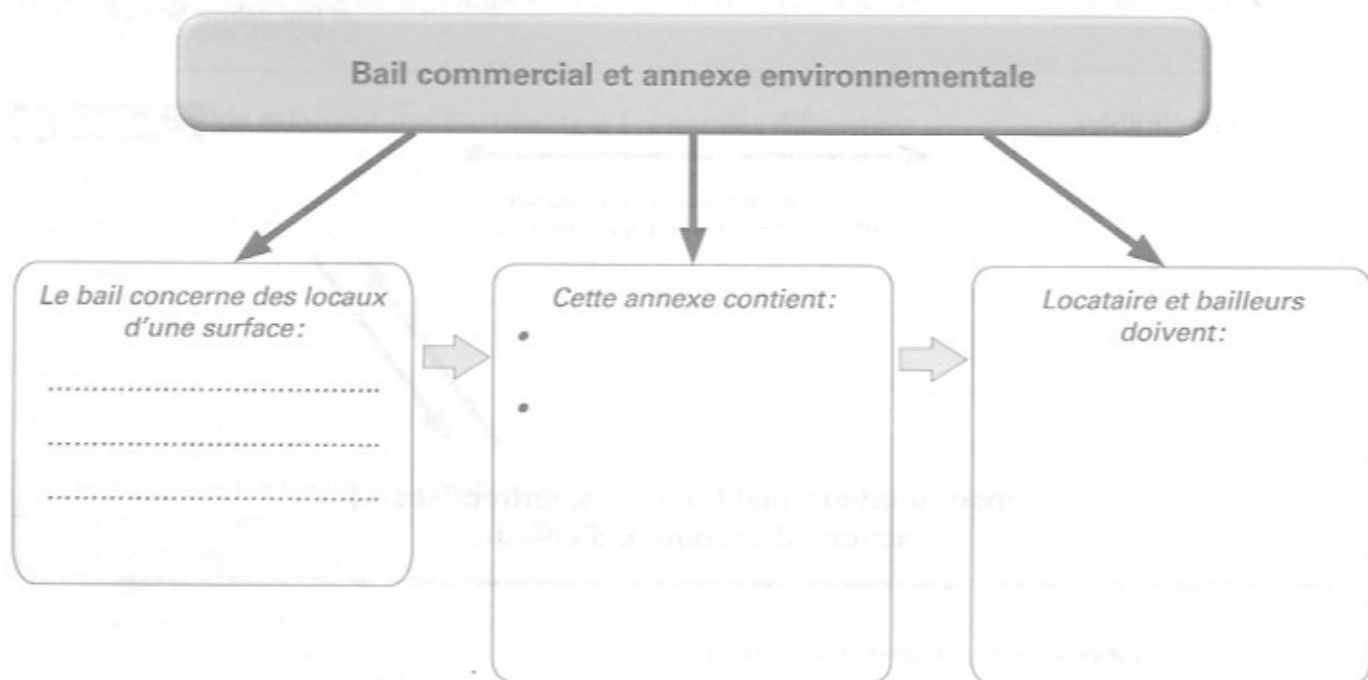 Bail commercial et annexe environnementale
Le bail concerne des locaux
d'une surface :
Cette annexe contient :
•
•
Locataire et bailleurs
doivent :